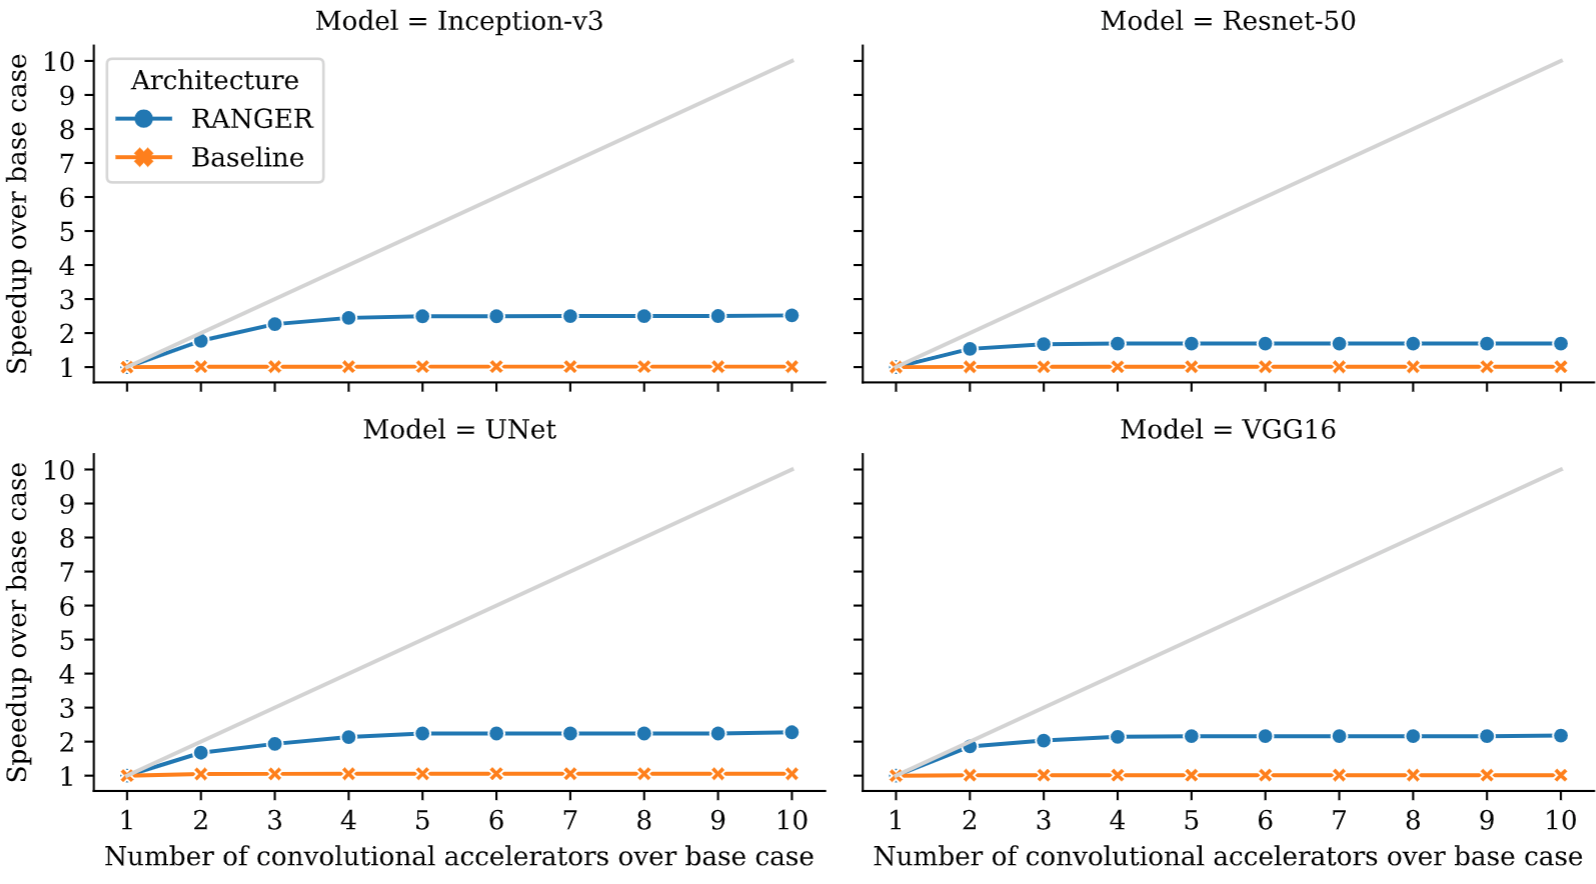 Model = Inception-v3
Speedup over base case
10
9
8
7
6
5
4
3
2
1
Architecture
RANGER
Baseline
Model = Resnet-50
Model = UNet
Speedup over base case
10
9
8
7
6
5
4
3
2
1
1 2 3 4 5 6 7 8 9 10
Number of convolutional accelerators over base case
Model = VGG16
1 2 3 4 5 6 7 8 9 10
Number of convolutional accelerators over base case